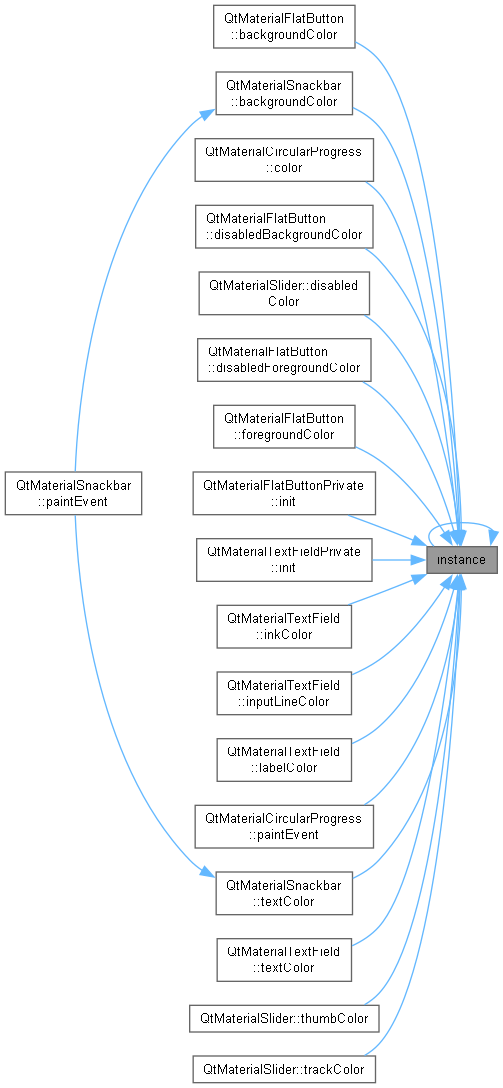 QtMaterialFlatButton
::backgroundColor
QtMaterialSnackbar
::backgroundColor
QtMaterialCircularProgress
::color
QtMaterialFlatButton
::disabledBackgroundColor
QtMaterialSlider::disabled
Color
QtMaterialFlatButton
::disabledForegroundColor
QtMaterialFlatButton
::foregroundColor
QtMaterialSnackbar
::paintEvent
QtMaterialFlatButtonPrivate
::init
QtMaterialTextFieldPrivate
::init
instance
QtMaterialTextField
::inkColor
QtMaterialTextField
::inputLineColor
QtMaterialTextField
::labelColor
QtMaterialCircularProgress
::paintEvent
QtMaterialSnackbar
::textColor
QtMaterialTextField
::textColor
QtMaterialSlider::thumbColor
QtMaterialSlider::trackColor